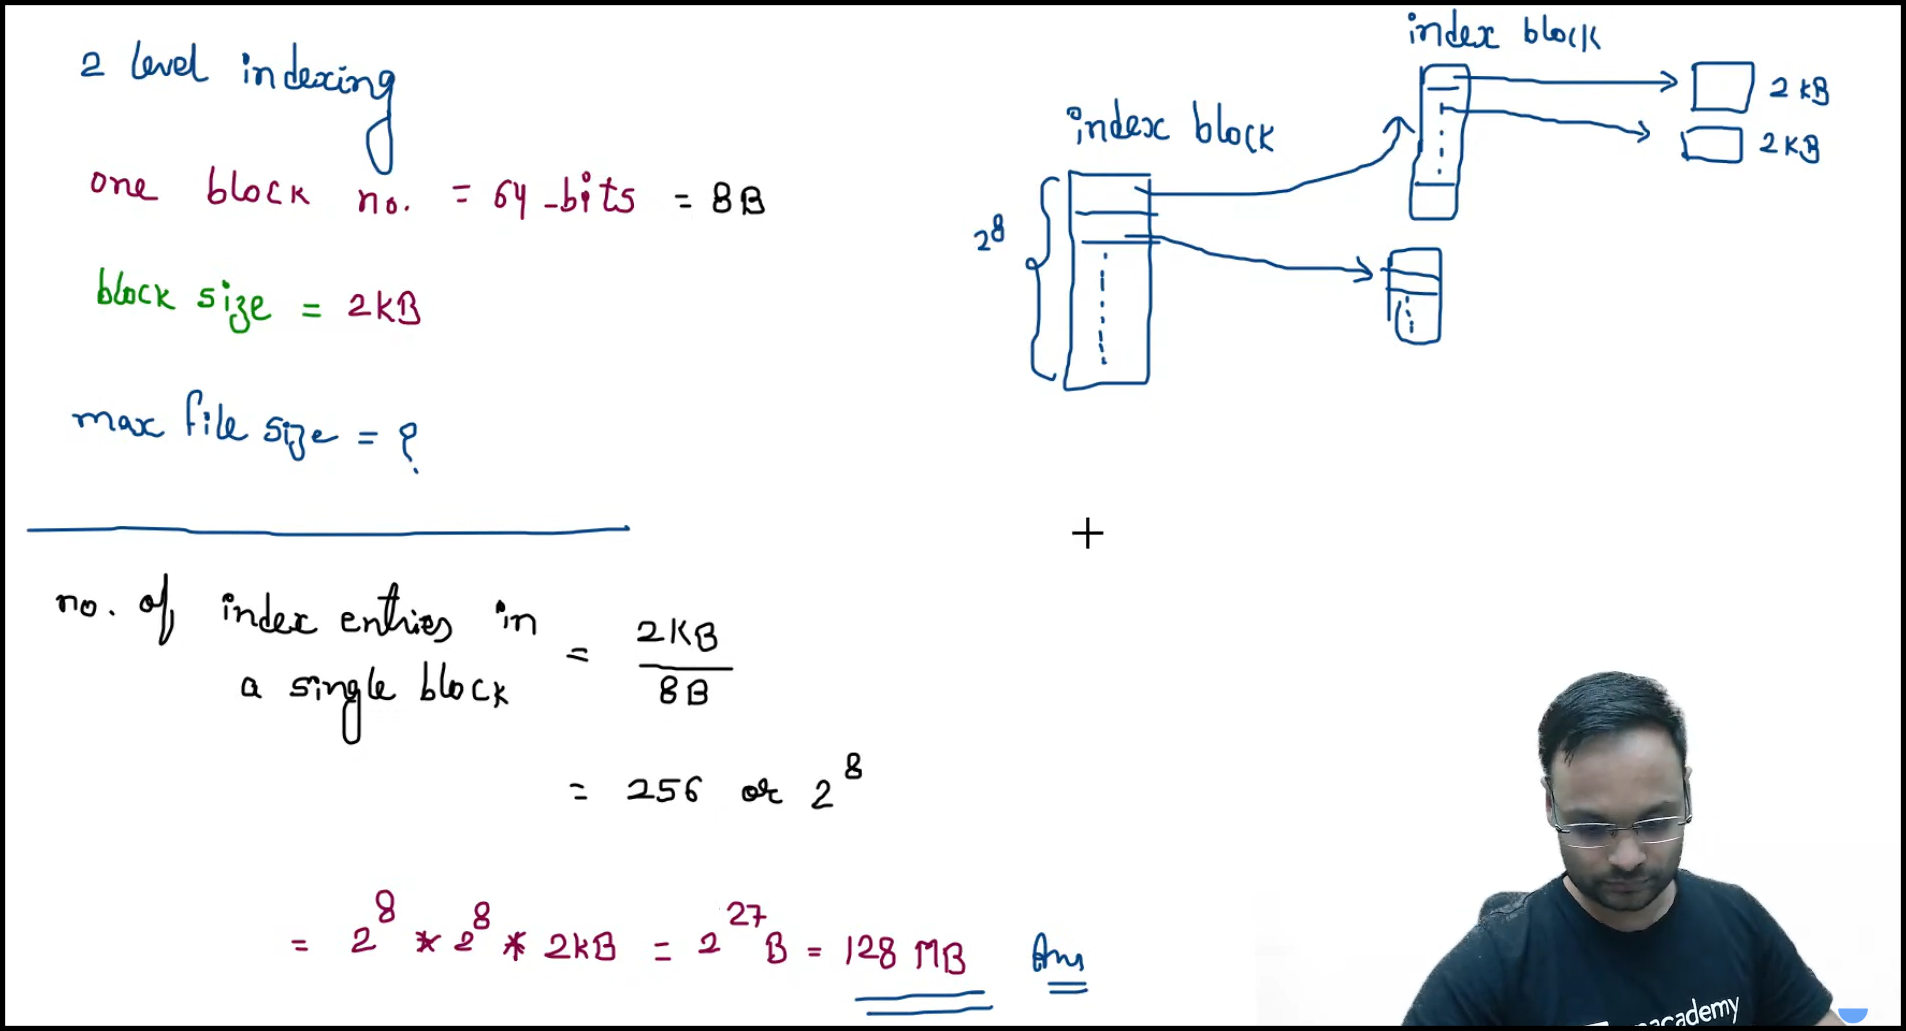 2 level indexing
one block no. = 64-bits = 8B
block size = 2KB
max file size = ?
index block
index block
2^8
2 KB
2 KB
no. of index entries in
a single block
= 2KB
8B
= 256 or 2^8
= 2^8 * 2^8 * 2KB = 2^27 B = 128 MB Ans
academy